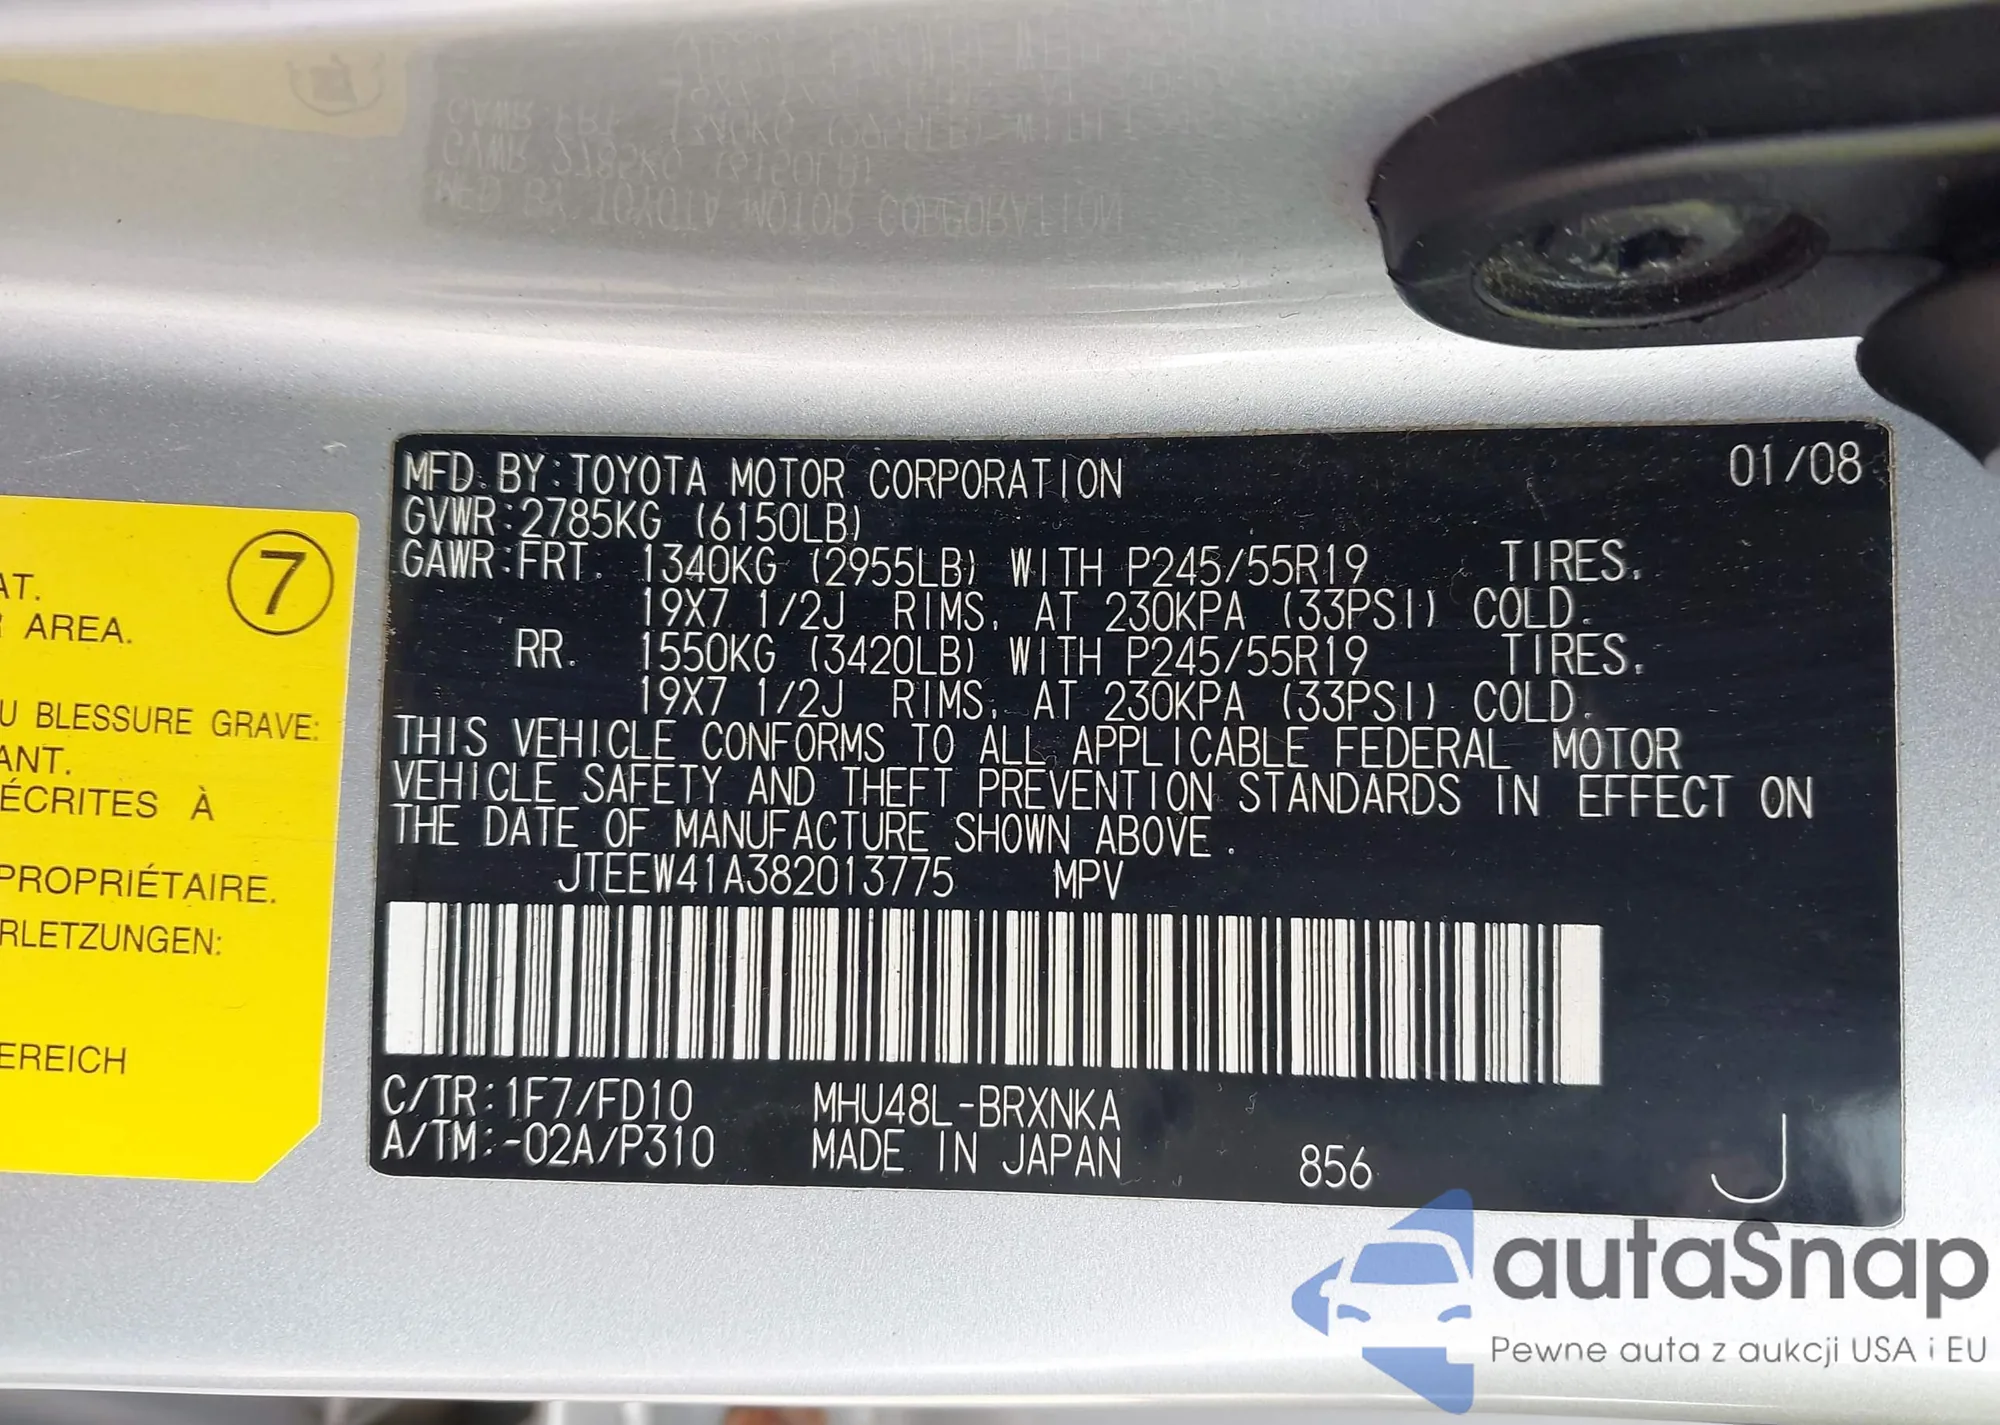 MFD. BY: TOYOTA MOTOR CORPORATION 01/08
GVWR: 2785KG (6150LB)
GAWR: FRT. 1340KG (2955LB) WITH P245/55R19 TIRES.
19X7 1/2J RIMS, AT 230KPA (33PSI) COLD.
RR. 1550KG (3420LB) WITH P245/55R19 TIRES.
19X7 1/2J RIMS, AT 230KPA (33PSI) COLD.
THIS VEHICLE CONFORMS TO ALL APPLICABLE FEDERAL MOTOR
VEHICLE SAFETY AND THEFT PREVENTION STANDARDS IN EFFECT ON
THE DATE OF MANUFACTURE SHOWN ABOVE.
JTEEW41A382013775 MPV
C/TR: 1F7/FD10 MHU48L-BRXNKA
A/TM: -02A/P310 MADE IN JAPAN 856 J
7
AT.
R AREA.
U BLESSURE GRAVE:
ANT.
ÉCRITES À
PROPRIÉTAIRE.
RLETZUNGEN:
EREICH
autoSnap
Pewne auta z aukcji USA i EU